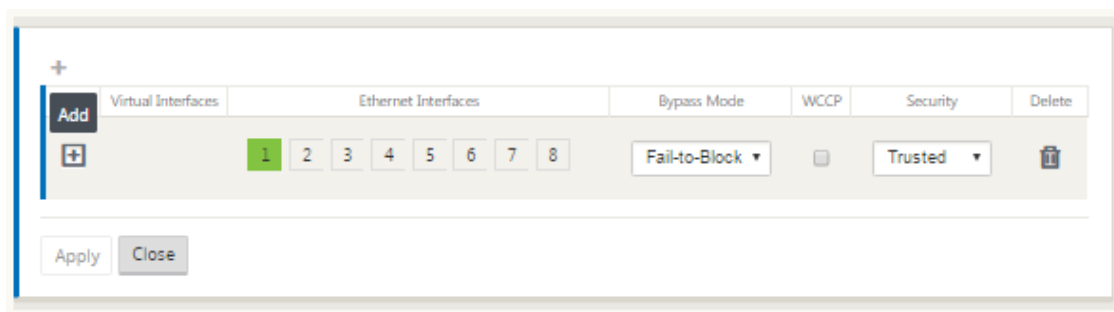 Add
Virtual Interfaces Ethernet Interfaces Bypass Mode WCCP Security Delete
1 2 3 4 5 6 7 8 Fail-to-Block Trusted
Apply Close